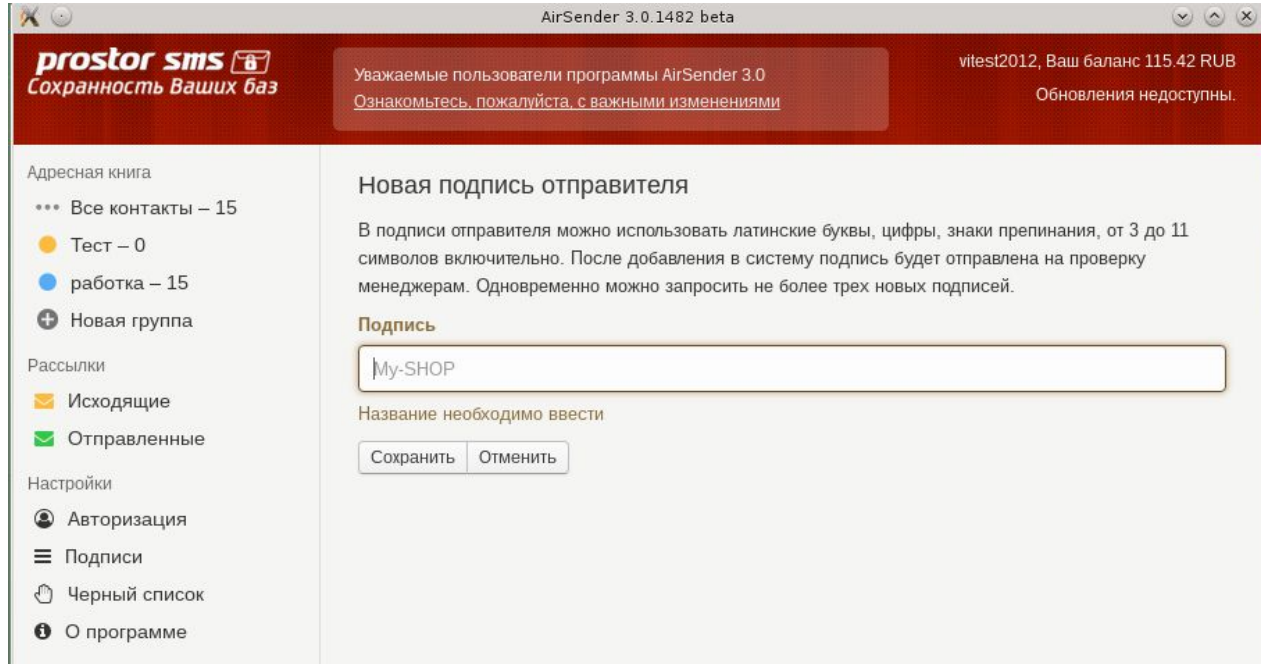 AirSender 3.0.1482 beta
prostor sms
Сохранность Ваших баз
Уважаемые пользователи программы AirSender 3.0
Ознакомьтесь, пожалуйста, с важными изменениями
vitest2012, Ваш баланс 115.42 RUB
Обновления недоступны.
Адресная книга
Все контакты – 15
Тест – 0
работка – 15
Новая группа
Рассылки
Исходящие
Отправленные
Настройки
Авторизация
Подписи
Черный список
О программе
Новая подпись отправителя
В подписи отправителя можно использовать латинские буквы, цифры, знаки препинания, от 3 до 11
символов включительно. После добавления в систему подпись будет отправлена на проверку
менеджерам. Одновременно можно запросить не более трех новых подписей.
Подпись
My-SHOP
Название необходимо ввести
Сохранить Отменить